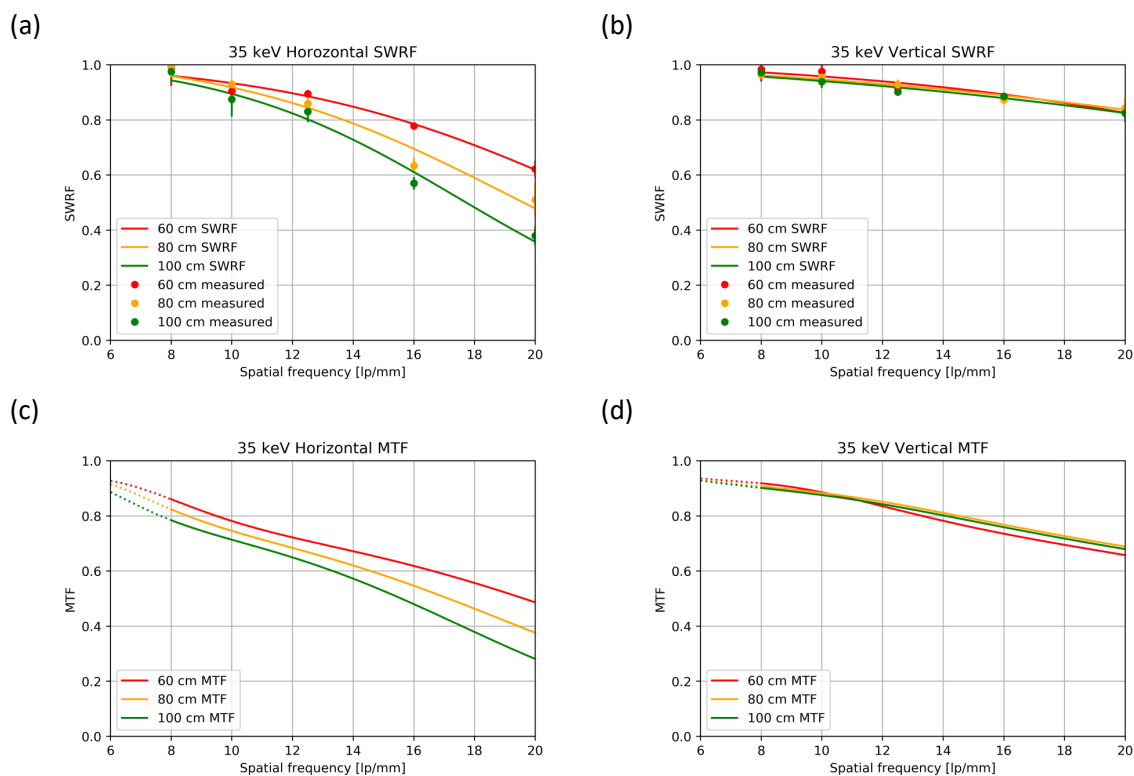 (a)
35 keV Horozontal SWRF
1.0
0.8
0.6
0.4
0.2
0.0
SWRF
60 cm SWRF
80 cm SWRF
100 cm SWRF
60 cm measured
80 cm measured
100 cm measured
6 8 10 12 14 16 18 20
Spatial frequency [lp/mm]
(b)
35 keV Vertical SWRF
1.0
0.8
0.6
0.4
0.2
0.0
SWRF
60 cm SWRF
80 cm SWRF
100 cm SWRF
60 cm measured
80 cm measured
100 cm measured
6 8 10 12 14 16 18 20
Spatial frequency [lp/mm]
(c)
35 keV Horizontal MTF
1.0
0.8
0.6
0.4
0.2
0.0
MTF
60 cm MTF
80 cm MTF
100 cm MTF
6 8 10 12 14 16 18 20
Spatial frequency [lp/mm]
(d)
35 keV Vertical MTF
1.0
0.8
0.6
0.4
0.2
0.0
MTF
60 cm MTF
80 cm MTF
100 cm MTF
6 8 10 12 14 16 18 20
Spatial frequency [lp/mm]